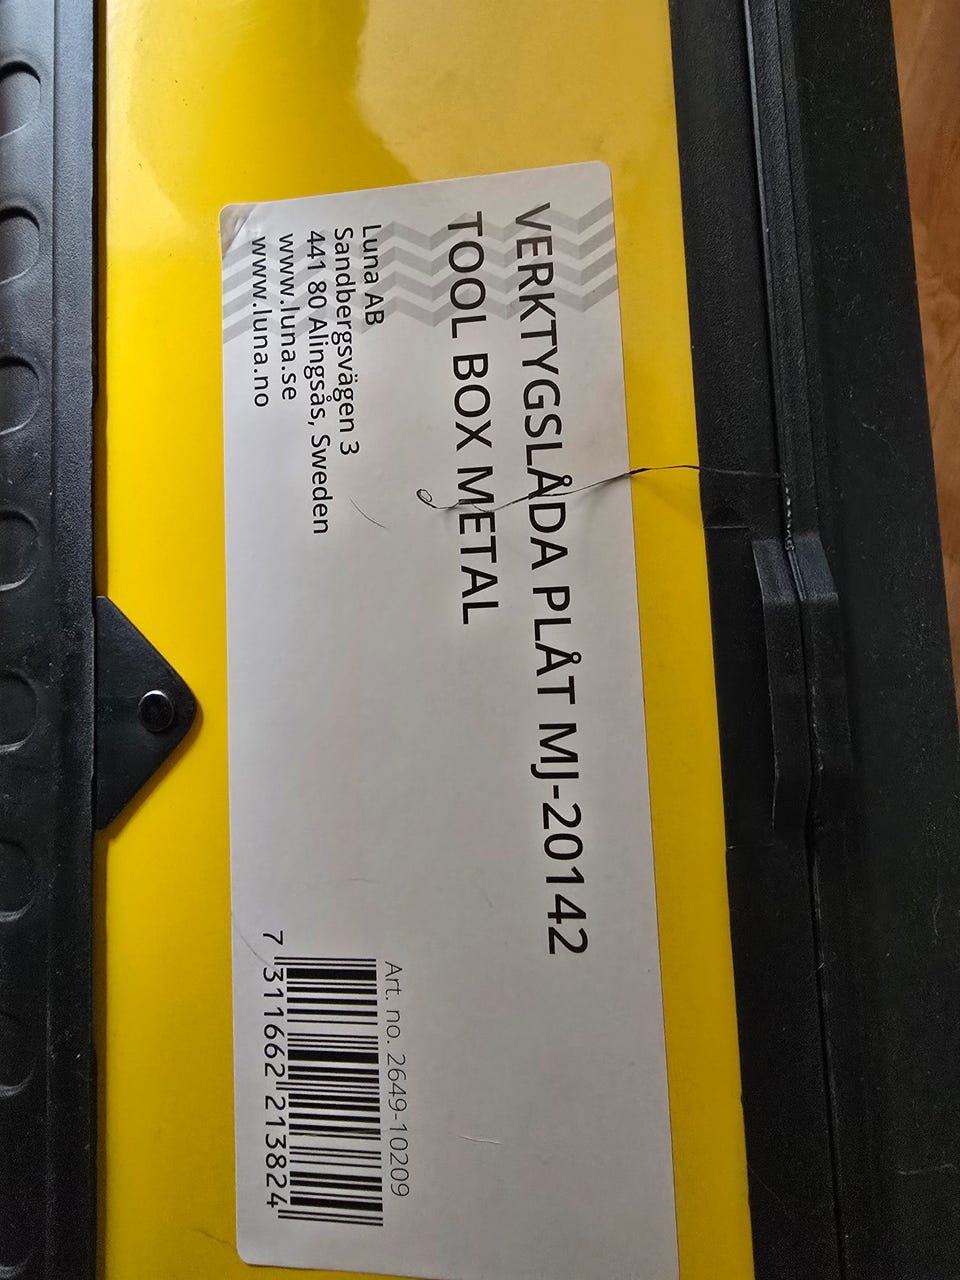 VERKTYGSLÅDA PLÅT MJ-20142
TOOL BOX METAL
Luna AB
Sandbergsvägen 3
441 80 Alingsås, Sweden
www.luna.se
www.luna.no
Art. no. 2649-10209
7 311662 213824